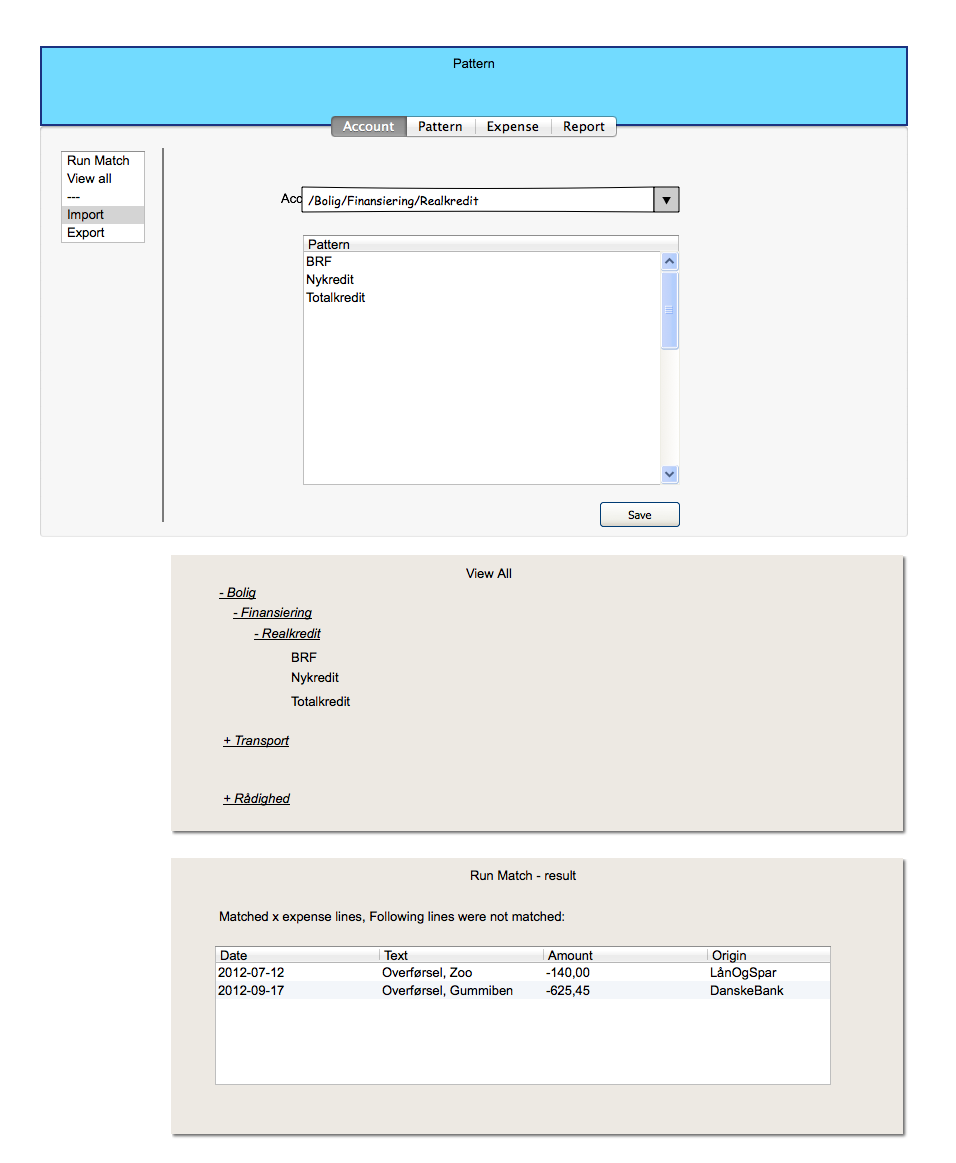 Pattern
Account Pattern Expense Report
Run Match
View all
---
Import
Export
Acc /Bolig/Finansiering/Realkredit
Pattern
BRF
Nykredit
Totalkredit
Save
View All
- Bolig
- Finansiering
- Realkredit
BRF
Nykredit
Totalkredit
+ Transport
+ Rådighed
Run Match - result
Matched x expense lines, Following lines were not matched:
Date Text Amount Origin
2012-07-12 Overførsel, Zoo -140,00 LånOgSpar
2012-09-17 Overførsel, Gummiben -625,45 DanskeBank